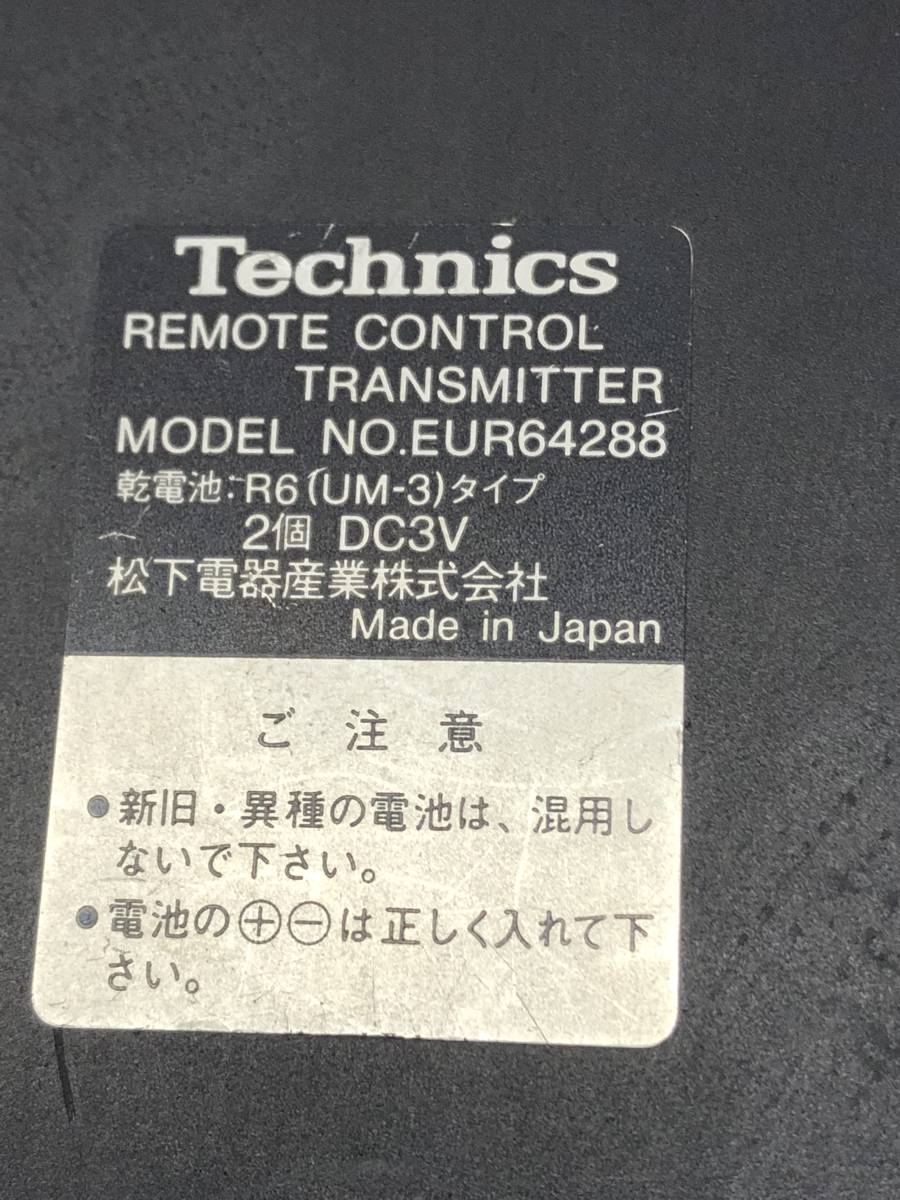 Technics
REMOTE CONTROL
TRANSMITTER
MODEL NO.EUR64288
乾電池:R6(UM-3)タイプ
2個 DC3V
松下電器産業株式会社
Made in Japan
ご 注 意
●新旧・異種の電池は、混用し
ないで下さい。
●電池の⊕⊖は正しく入れて下
さい。